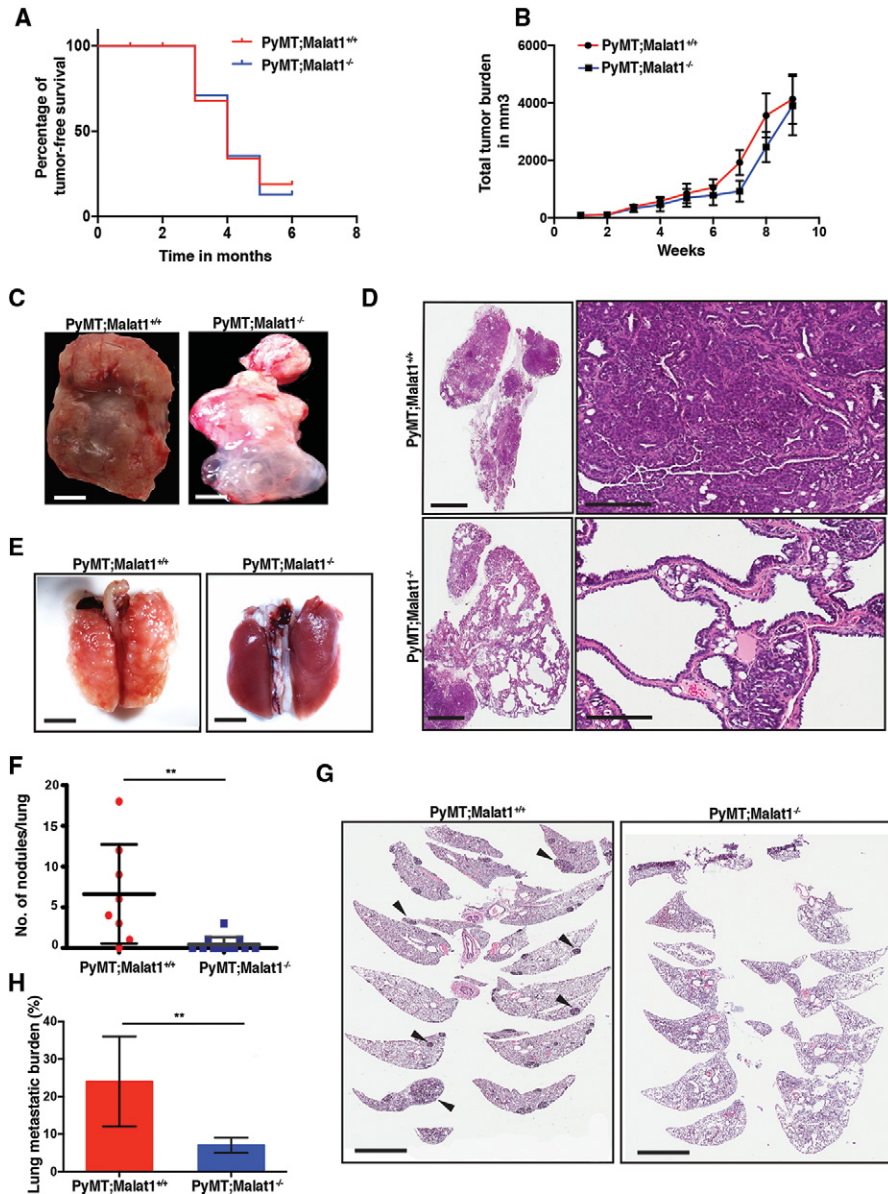 A
PyMT;Malat1+/+
PyMT;Malat1-/-
Percentage of
tumor-free survival
100
50
0
0 2 4 6 8
Time in months
B
PyMT;Malat1+/+
PyMT;Malat1-/-
Total tumor burden
in mm3
6000
4000
2000
0
0 2 4 6 8 10
Weeks
C
PyMT;Malat1+/+
PyMT;Malat1-/-
D
PyMT;Malat1+/+
PyMT;Malat1-/-
E
PyMT;Malat1+/+
PyMT;Malat1-/-
F
**
No. of nodules/lung
20
15
10
5
0
PyMT;Malat1+/+
PyMT;Malat1-/-
G
PyMT;Malat1+/+
PyMT;Malat1-/-
H
**
Lung metastatic burden (%)
40
30
20
10
0
PyMT;Malat1+/+
PyMT;Malat1-/-